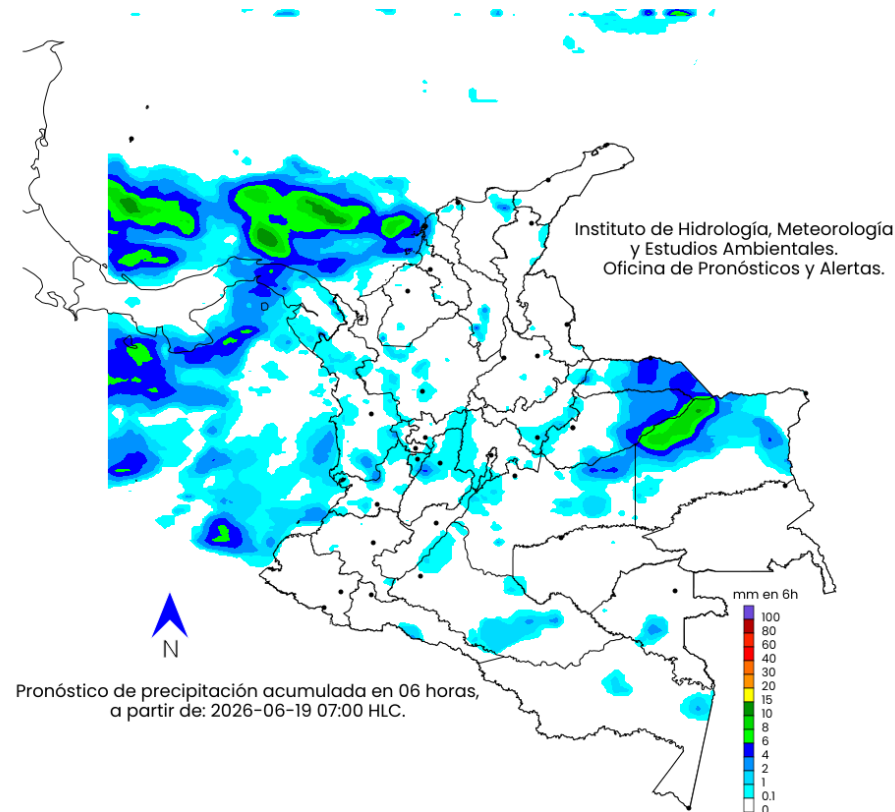 Instituto de Hidrología, Meteorología
y Estudios Ambientales.
Oficina de Pronósticos y Alertas.
N
Pronóstico de precipitación acumulada en 06 horas,
a partir de: 2026-06-19 07:00 HLC.
mm en 6h
100
80
60
40
30
20
15
10
8
6
4
2
1
0.1
0